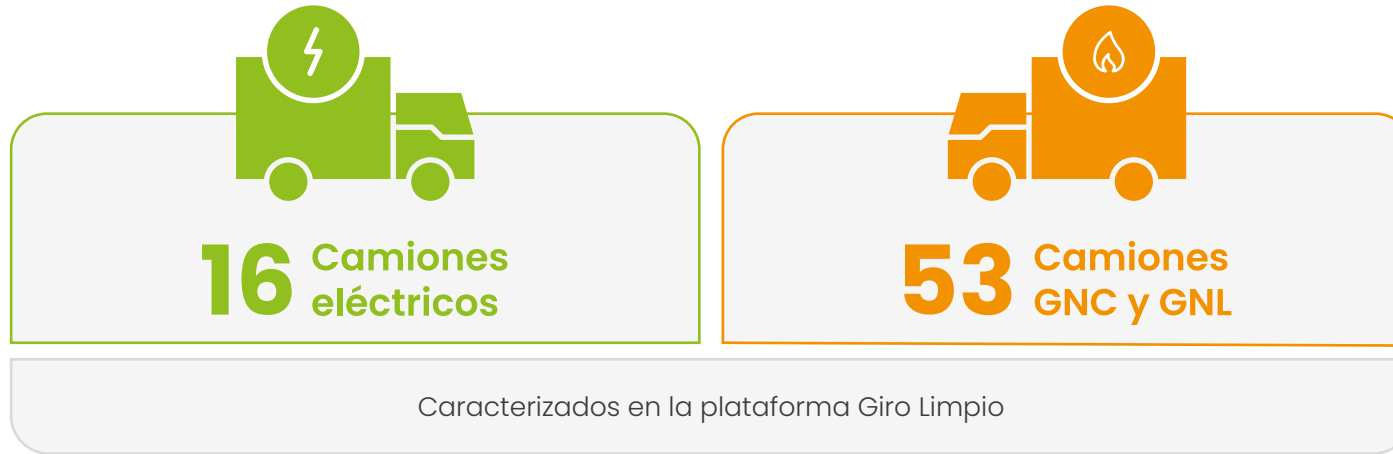 16 Camiones
eléctricos
53 Camiones
GNC y GNL
Caracterizados en la plataforma Giro Limpio